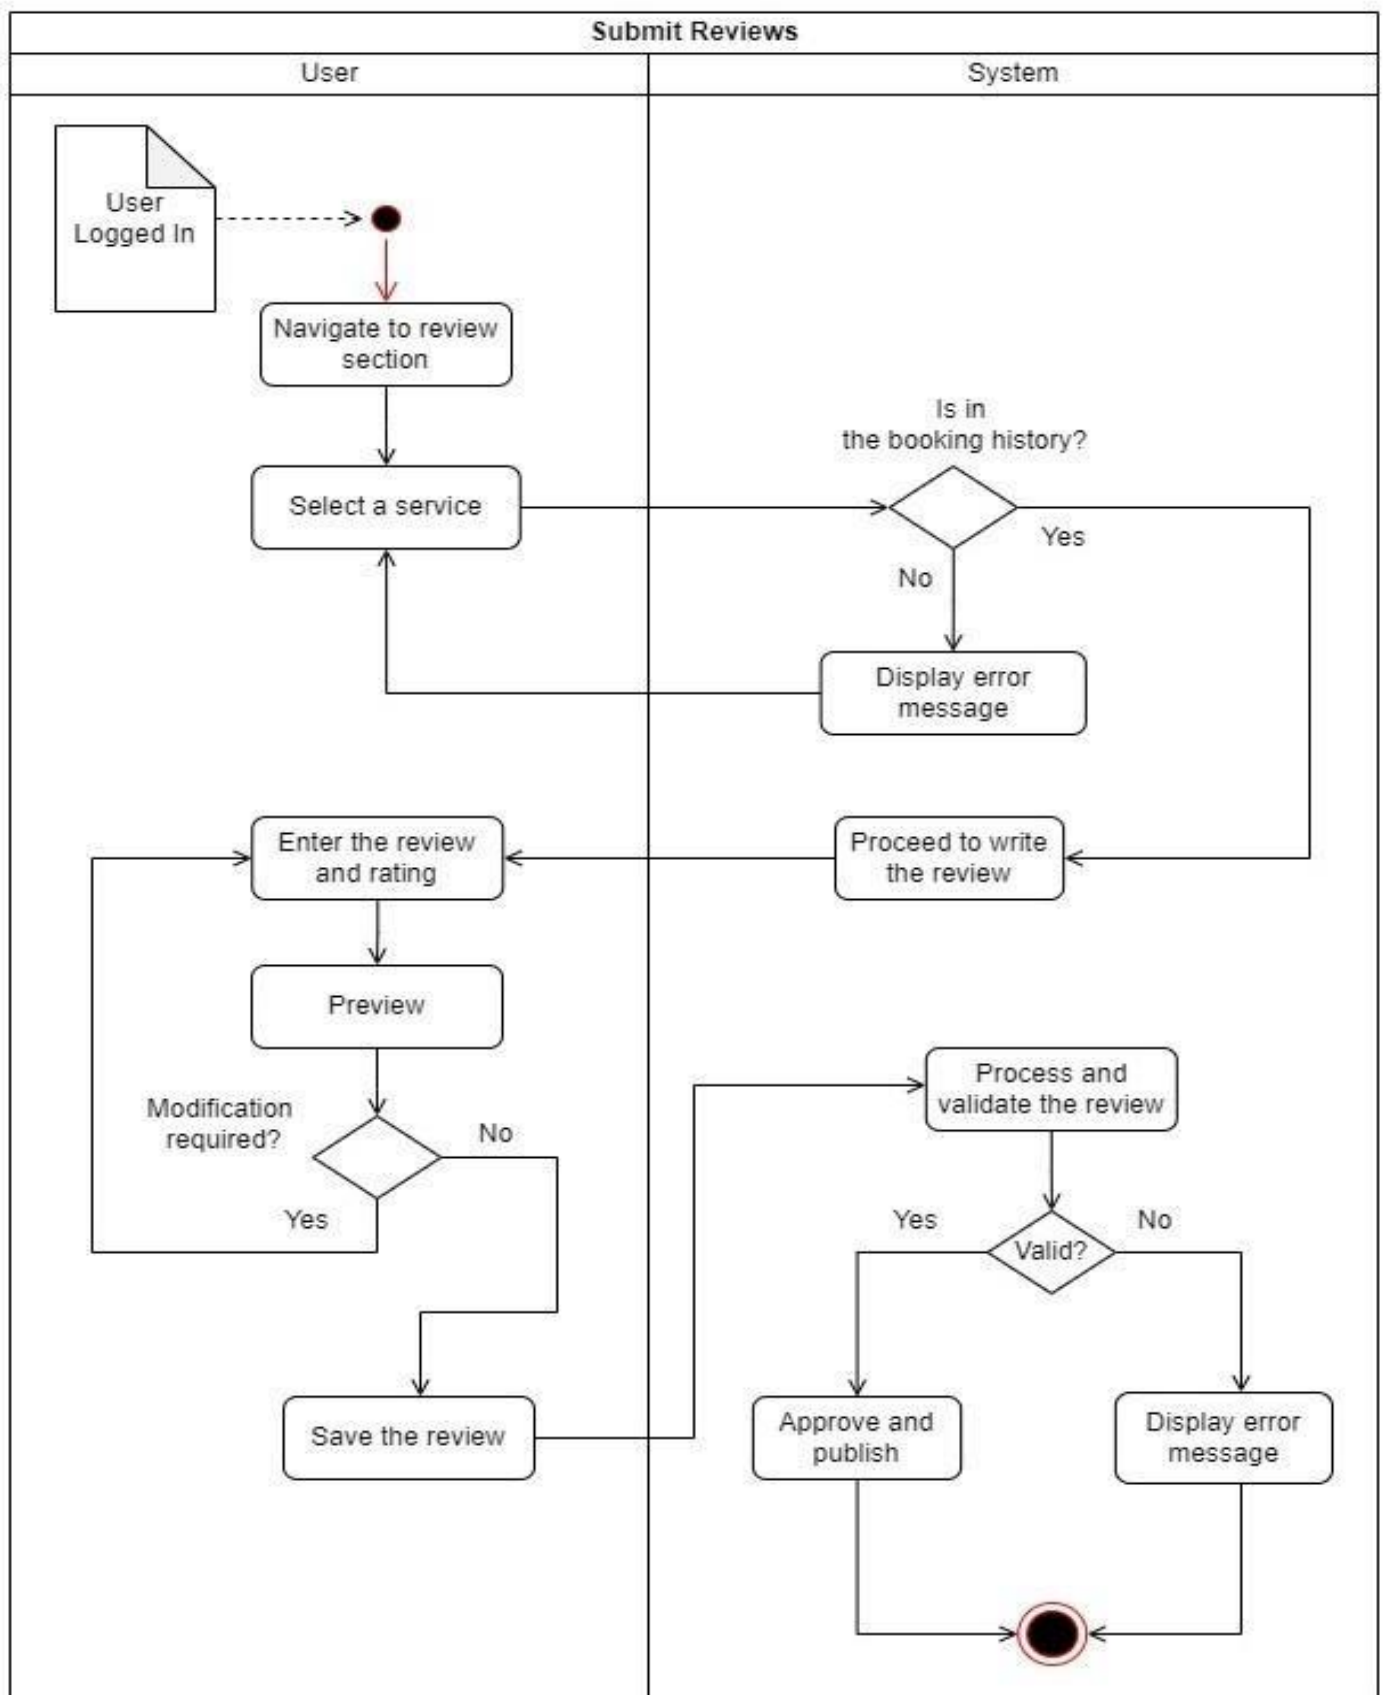 Submit Reviews
User
System
User
Logged In
Navigate to review
section
Is in
the booking history?
Select a service
Yes
No
Display error
message
Enter the review
and rating
Proceed to write
the review
Preview
Process and
validate the review
Modification
required?
No
Yes
Yes
Valid?
No
Save the review
Approve and
publish
Display error
message